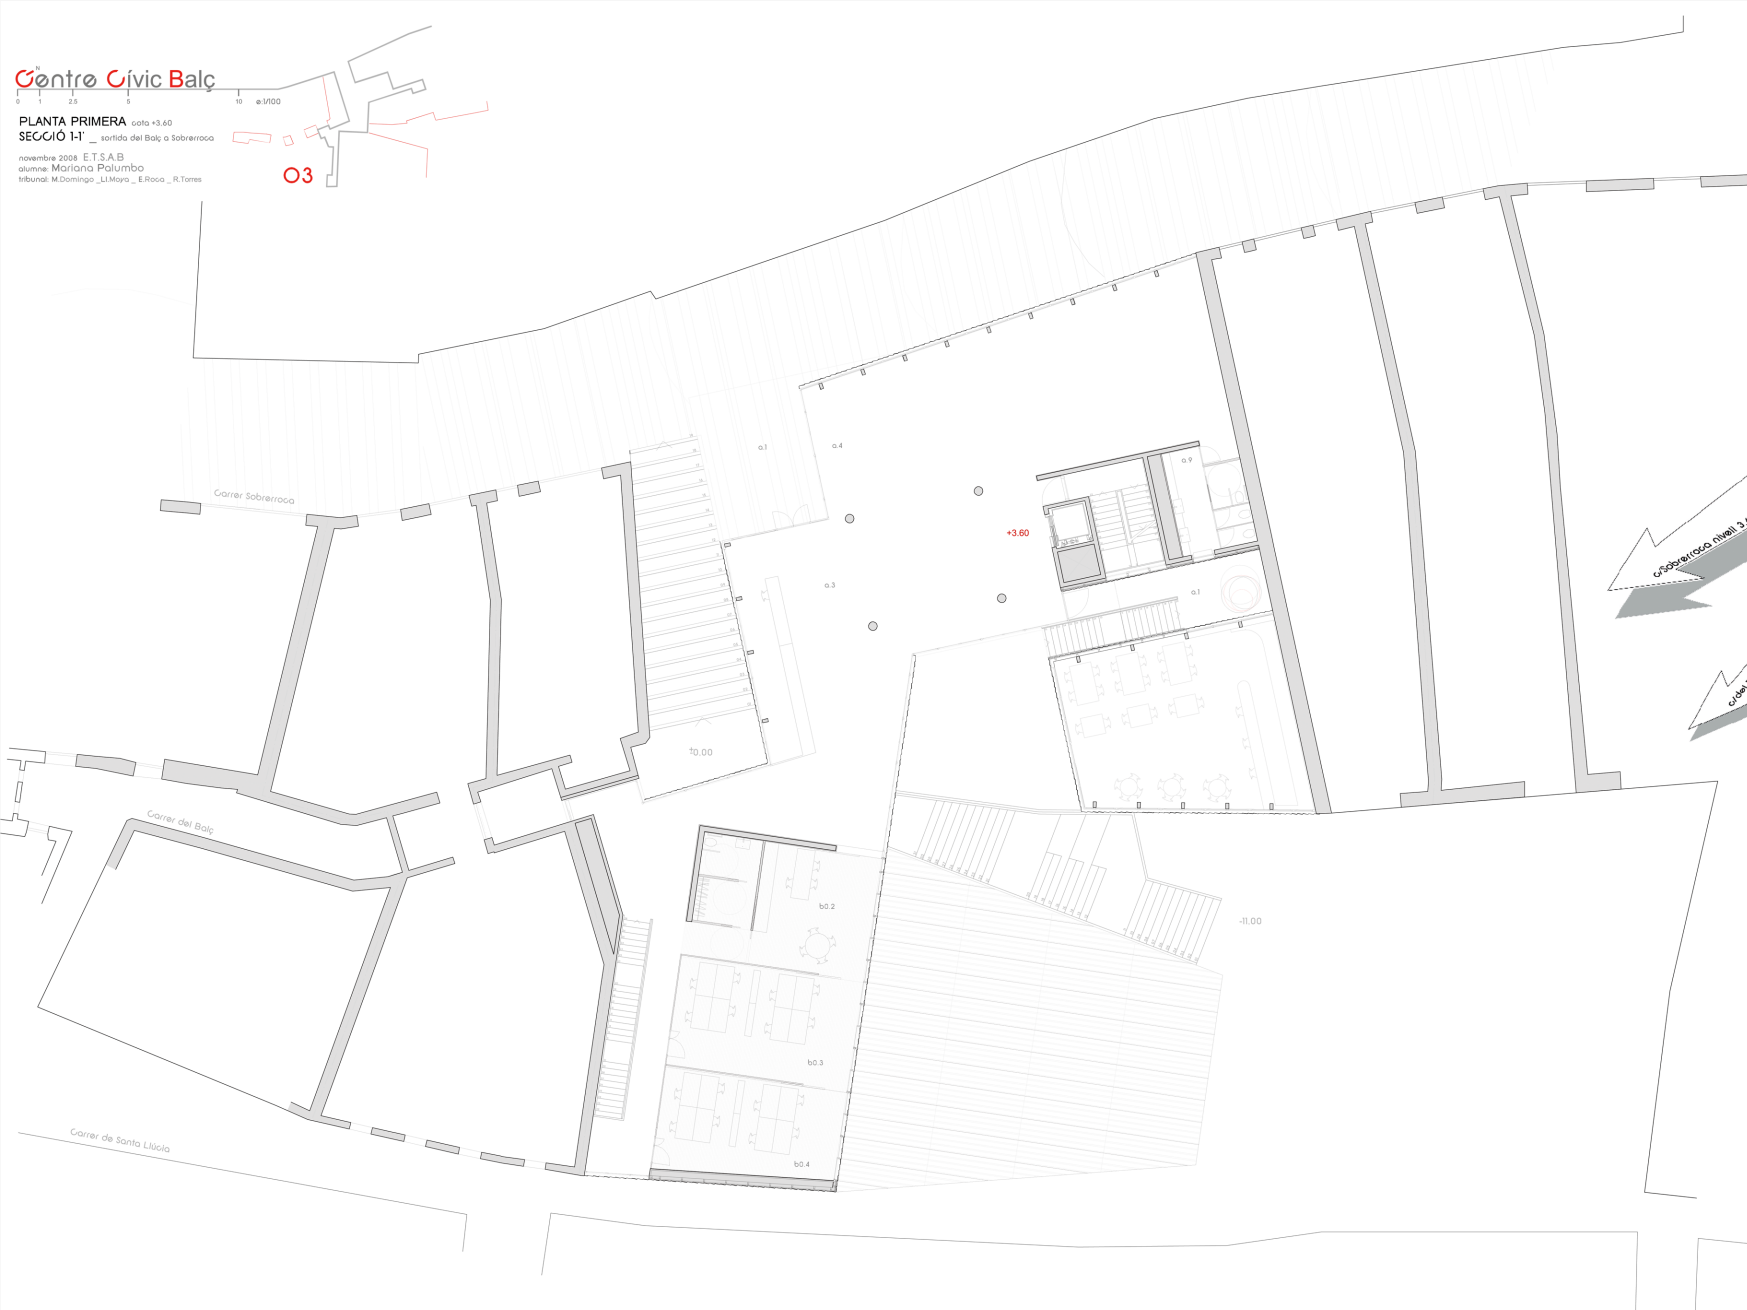 N
Centre Cívic Balç
0 1 2.5 5 10 e:1/100
PLANTA PRIMERA cota +3.60
SECCIÓ 1-1' _ sortida del Balç a Sobrerroca
novembre 2008 E.T.S.A.B
alumne: Mariana Palumbo
tribunal: M.Domingo _Ll.Moya _ E.Roca _ R.Torres
03
a.1
a.4
a.9
Carrer Sobrerroca
+3.60
c/Sobrerroca nivell 3.
a.3
a.1
c/del
+0.00
Carrer del Balç
b0.2
-11.00
b0.3
Carrer de Santa Llúcia
b0.4